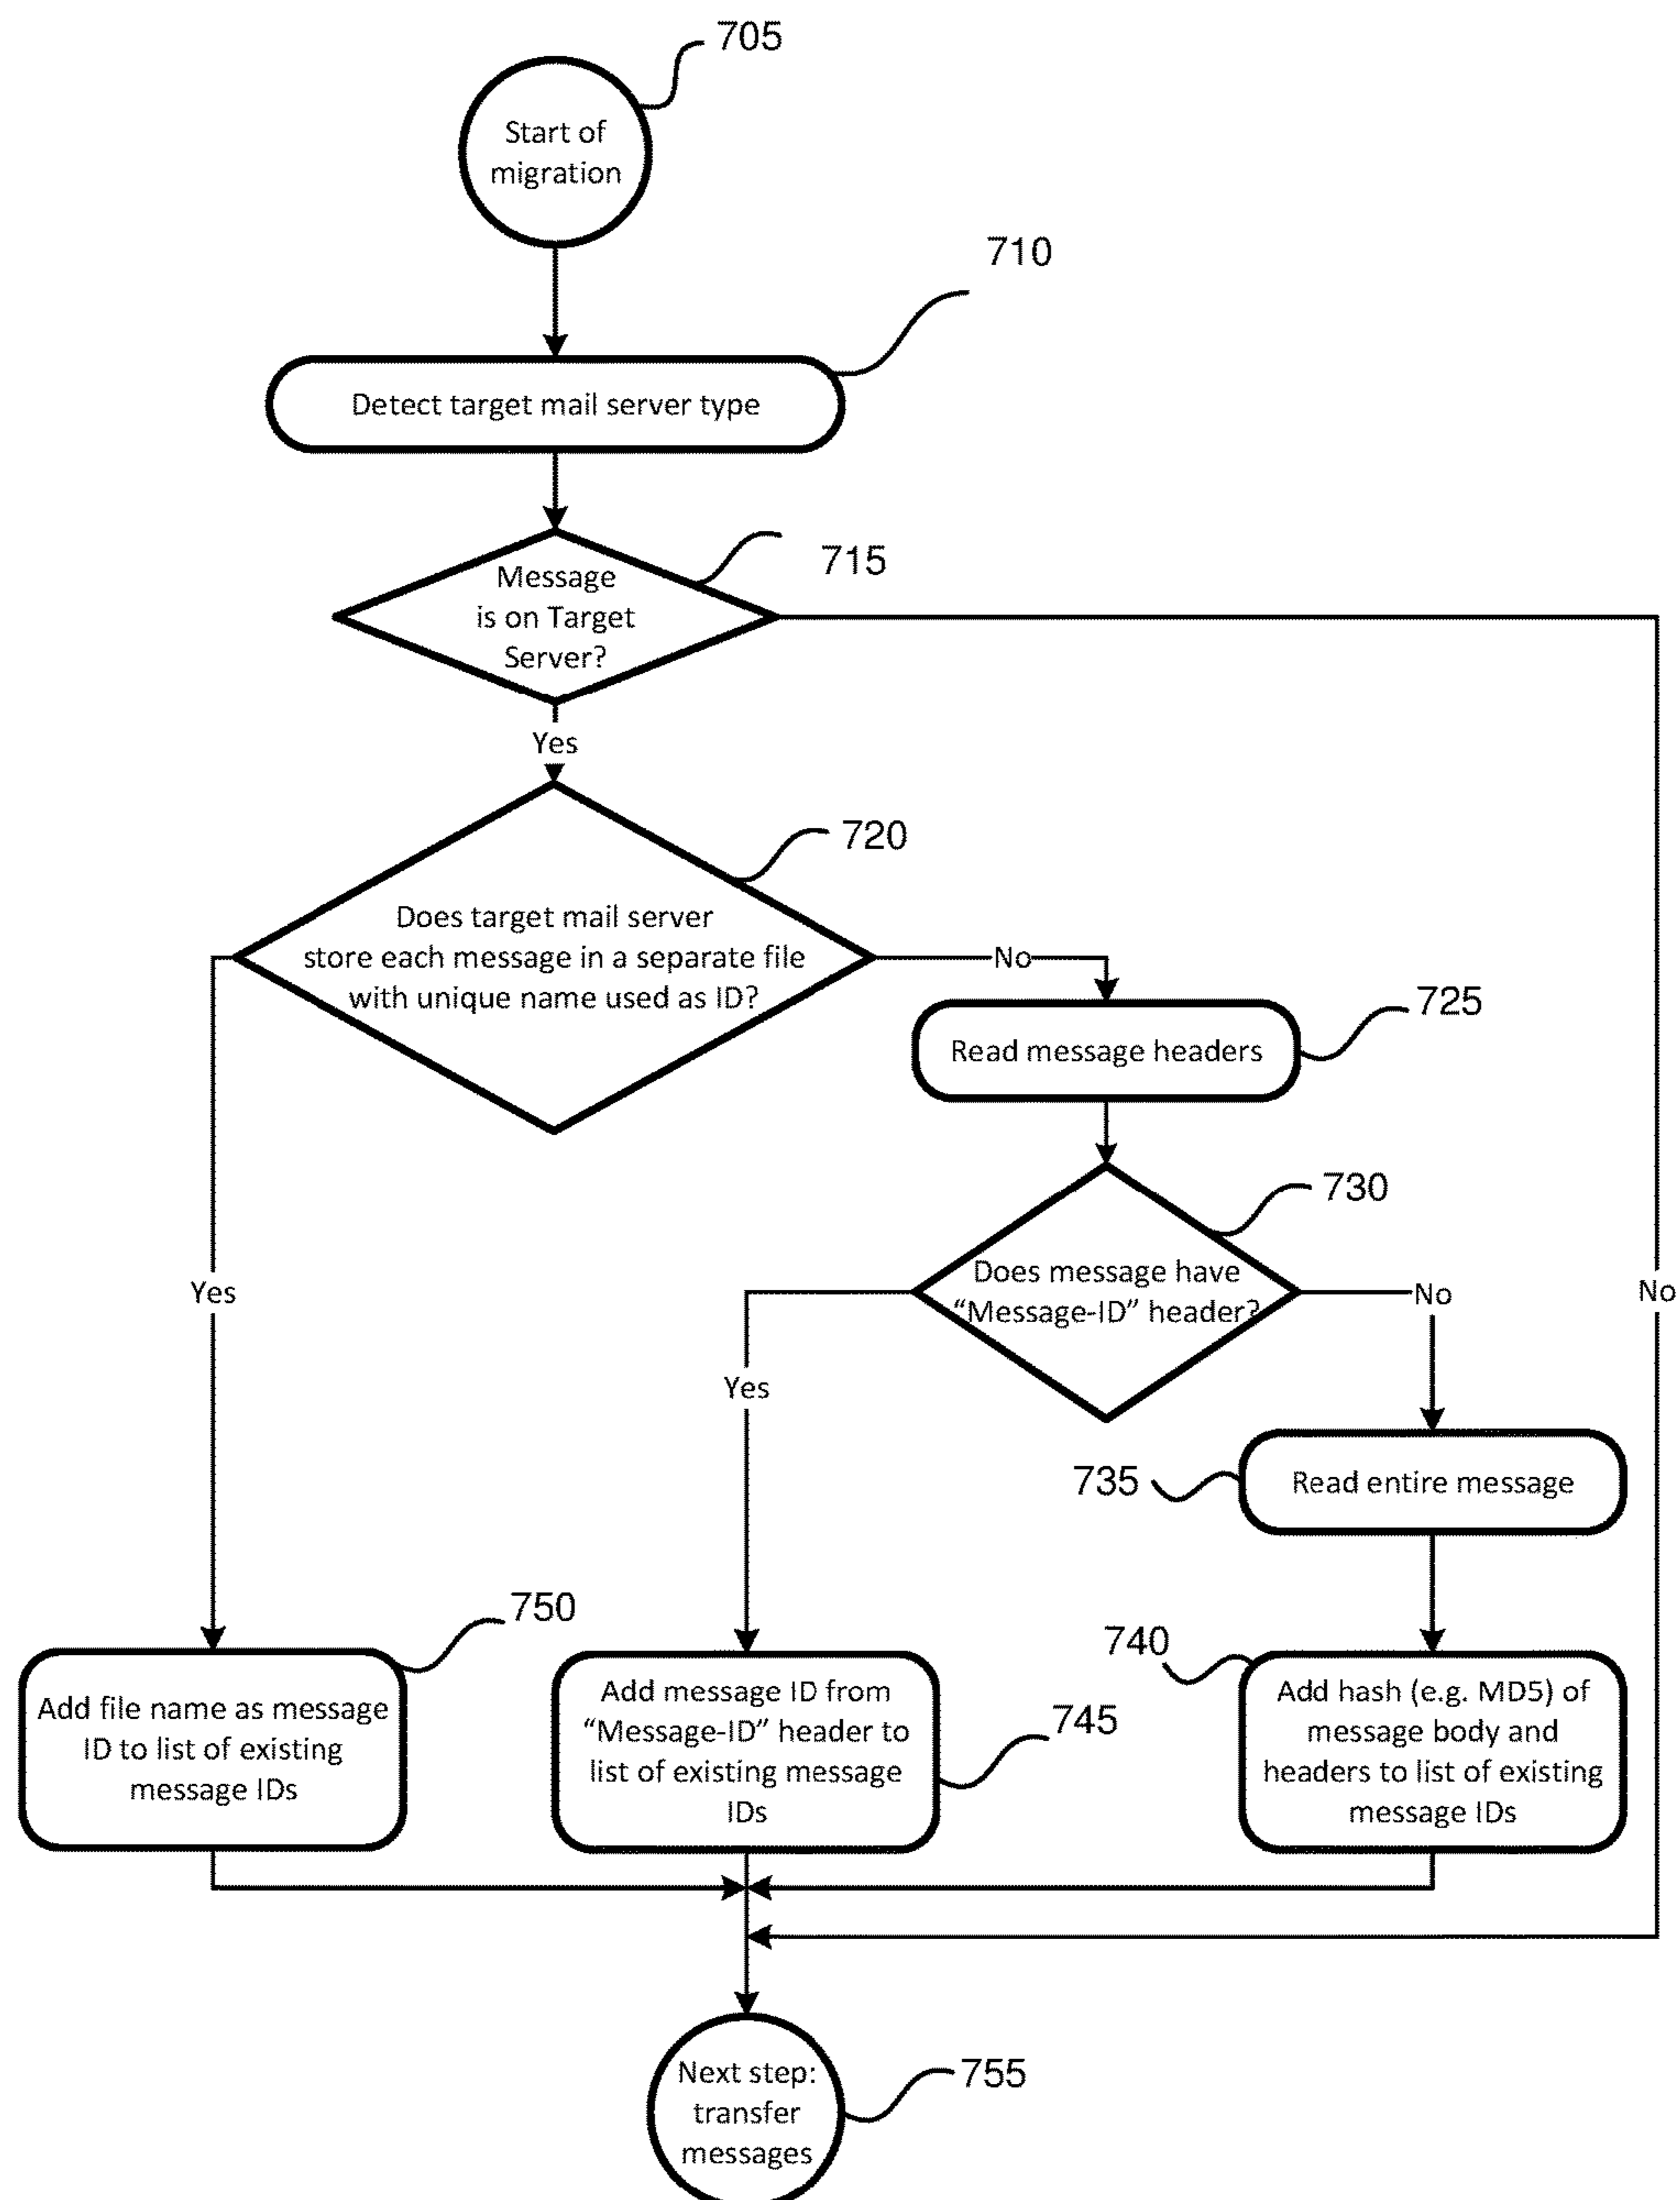 705
Start of
migration
710
Detect target mail server type
715
Message
is on Target
Server?
Yes
720
Does target mail server
store each message in a separate file
with unique name used as ID?
No
725
Read message headers
730
Does message have
“Message-ID” header?
Yes
Yes
No
No
735
Read entire message
750
Add file name as message
ID to list of existing
message IDs
745
Add message ID from
“Message-ID” header to
list of existing message
IDs
740
Add hash (e.g. MD5) of
message body and
headers to list of existing
message IDs
755
Next step:
transfer
messages